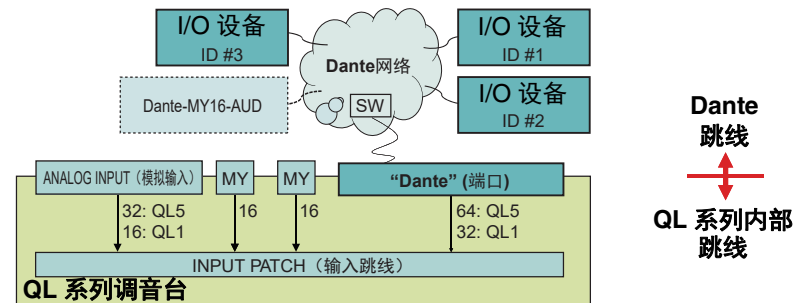 I/O 设备
ID #3
I/O 设备
ID #1
Dante网络
Dante-MY16-AUD
SW
I/O 设备
ID #2
Dante
跳线
ANALOG INPUT（模拟输入）
MY
MY
“Dante” (端口)
32: QL5
16: QL1
16
16
64: QL5
32: QL1
QL 系列内部
跳线
INPUT PATCH（输入跳线）
QL 系列调音台